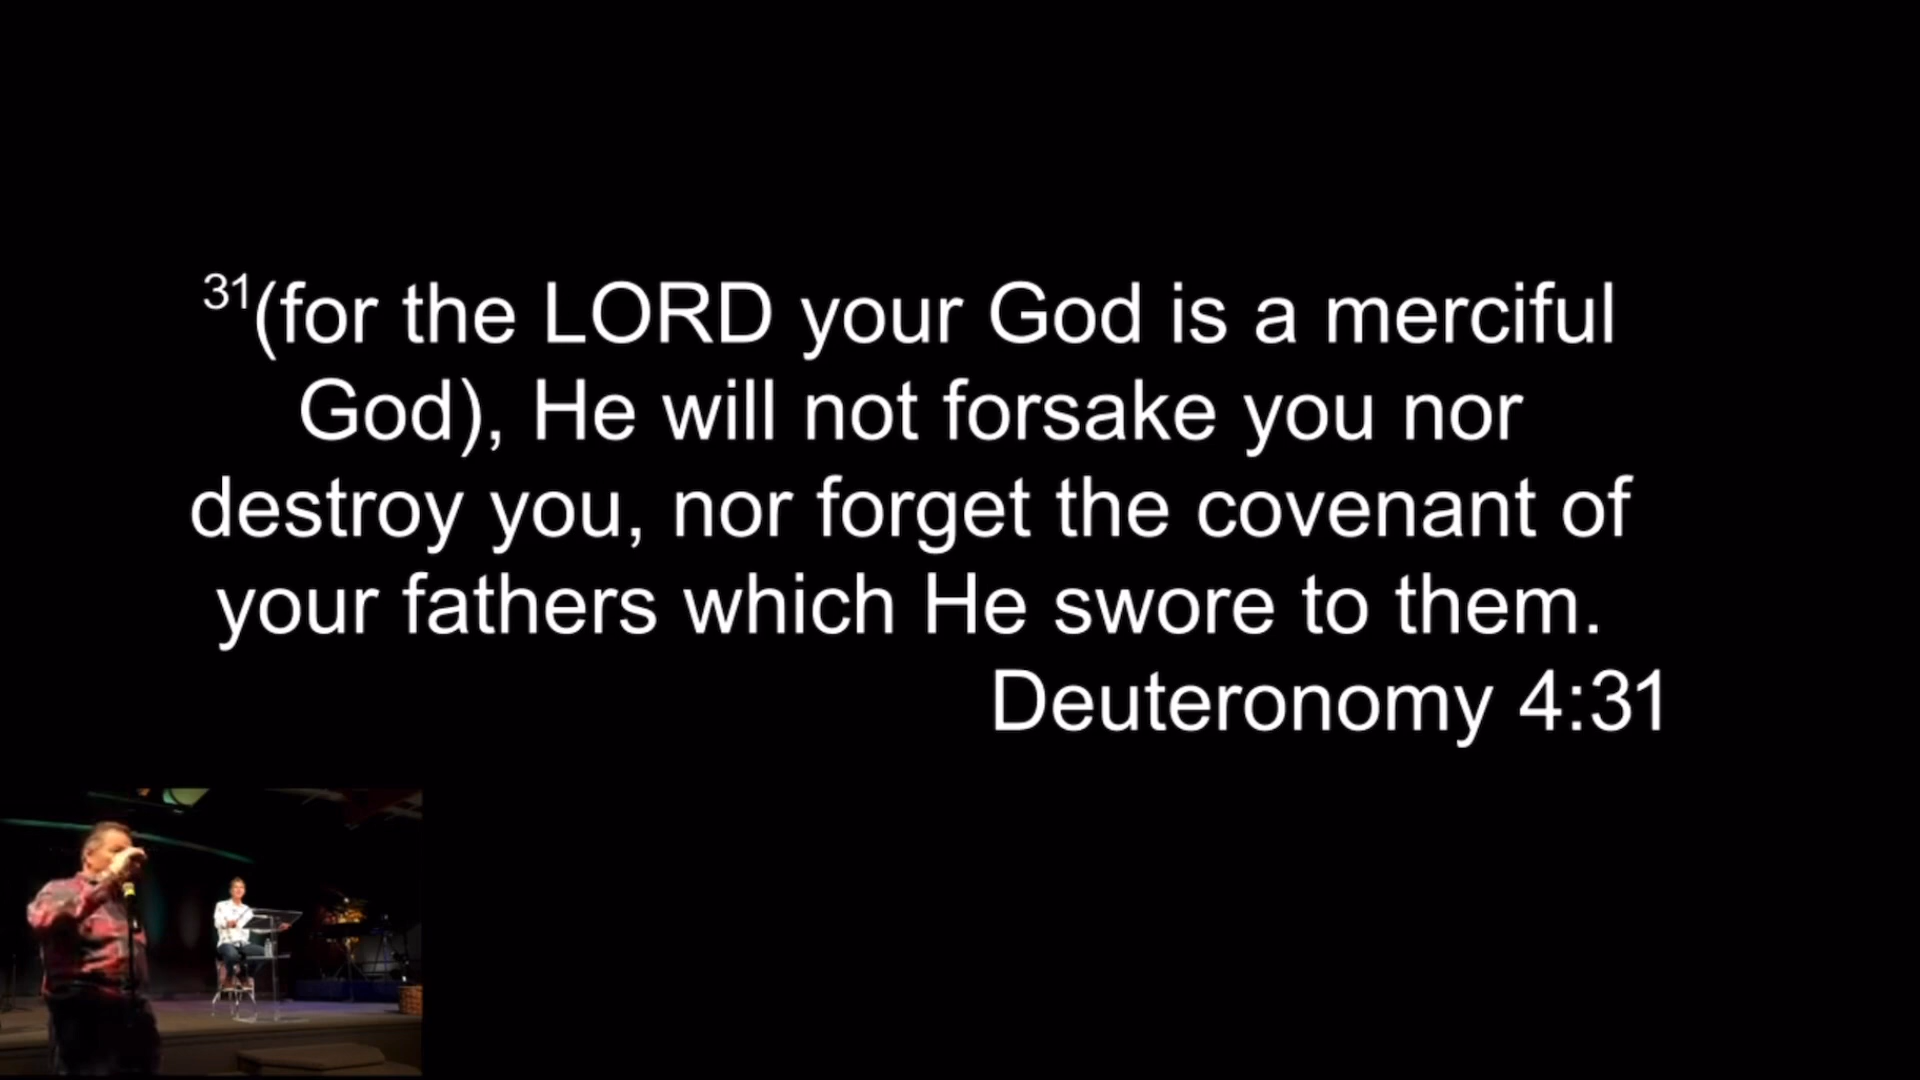 31(for the LORD your God is a merciful
God), He will not forsake you nor
destroy you, nor forget the covenant of
your fathers which He swore to them.
Deuteronomy 4:31